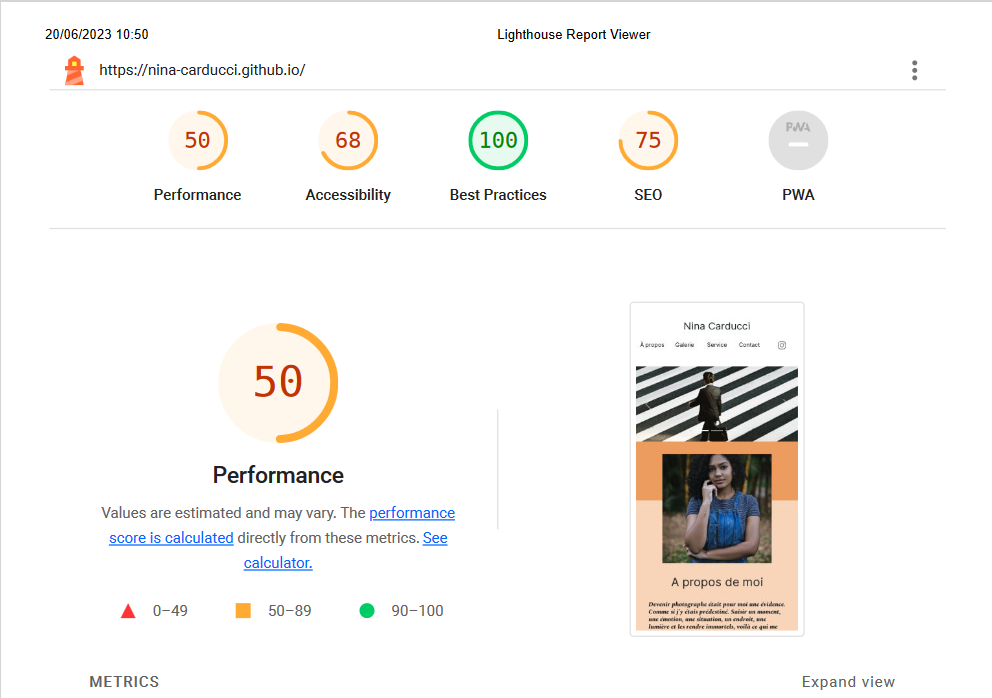 20/06/2023 10:50
Lighthouse Report Viewer
https://nina-carducci.github.io/
50
68
100
75
PWA
Performance
Accessibility
Best Practices
SEO
PWA
50
Performance
Values are estimated and may vary. The performance
score is calculated directly from these metrics. See
calculator.
0–49
50–89
90–100
Nina Carducci
À propos
Galerie
Service
Contact
A propos de moi
Devenir photographe était pour moi une évidence.
Comme si j'y étais prédestiné. Saisir un moment,
une émotion, une situation, un endroit, une
lumière et les rendre immortels, voilà ce qui me
METRICS
Expand view